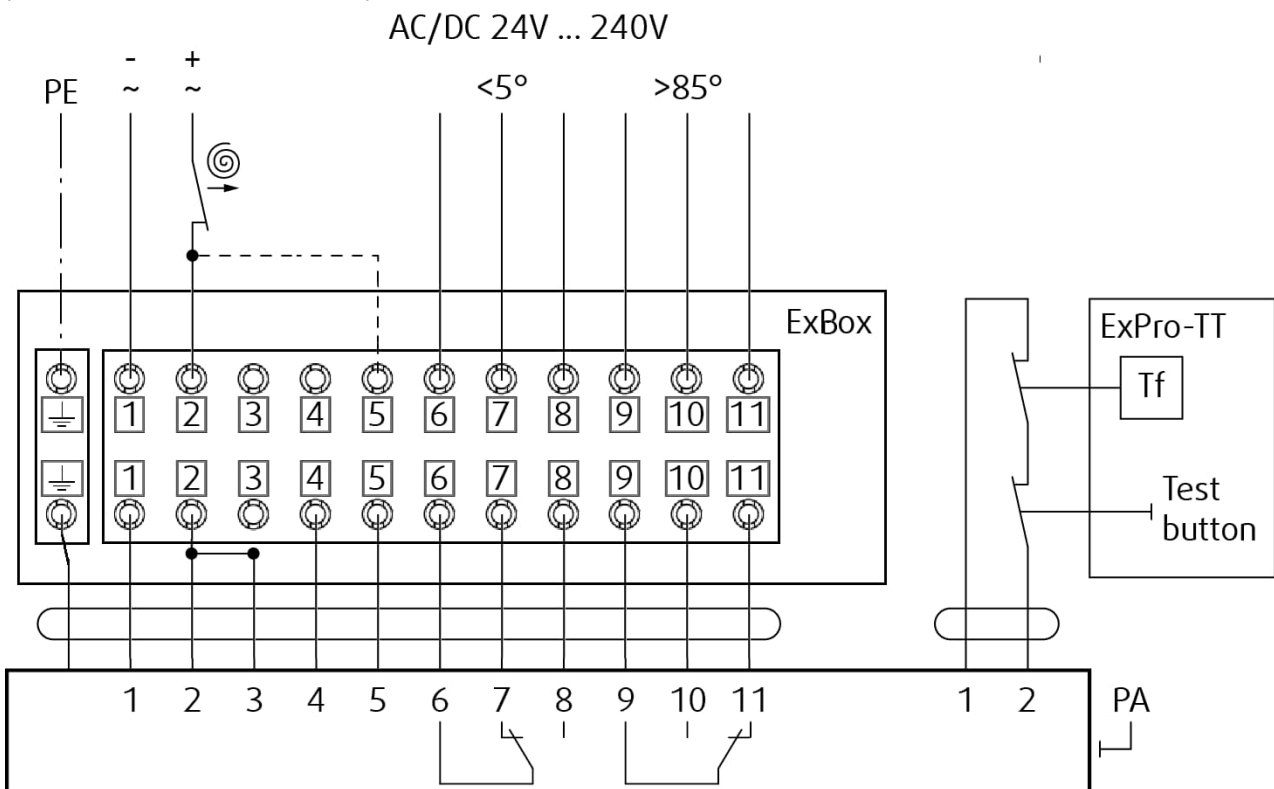 AC/DC 24V ... 240V
- +
PE ~ ~ <5° >85°
ExBox
ExPro-TT
Tf
1 2 3 4 5 6 7 8 9 10 11
1 2 3 4 5 6 7 8 9 10 11
Test
button
1 2 3 4 5 6 7 8 9 10 11 1 2 PA